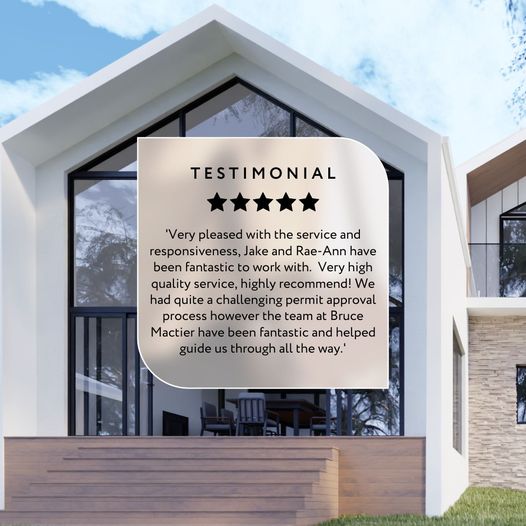 TESTIMONIAL
'Very pleased with the service and
responsiveness, Jake and Rae-Ann have
been fantastic to work with.  Very high
quality service, highly recommend! We
had quite a challenging permit approval
process however the team at Bruce
Mactier have been fantastic and helped
guide us through all the way.'